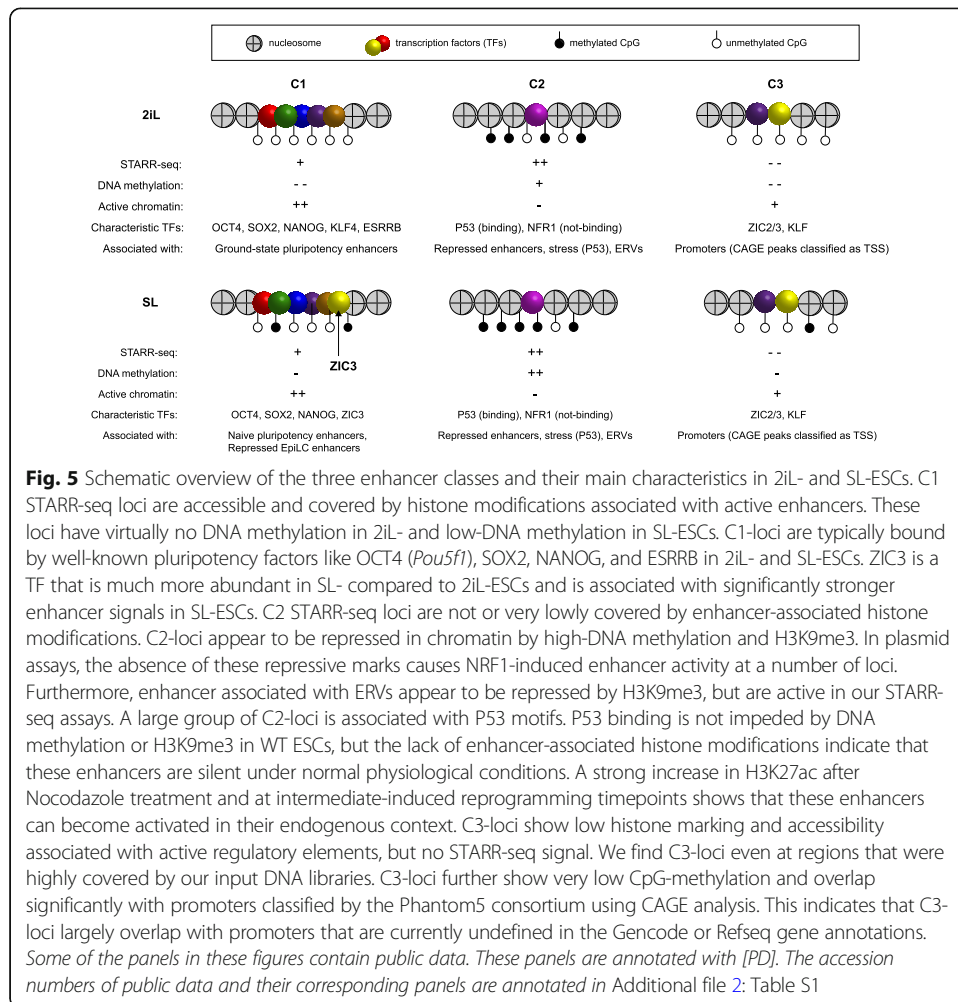 nucleosome
transcription factors (TFs)
methylated CpG
unmethylated CpG
C1
C2
C3
2iL
STARR-seq:
+
++
- -
DNA methylation:
- -
+
- -
Active chromatin:
++
-
+
Characteristic TFs:
OCT4, SOX2, NANOG, KLF4, ESRRB
P53 (binding), NFR1 (not-binding)
ZIC2/3, KLF
Associated with:
Ground-state pluripotency enhancers
Repressed enhancers, stress (P53), ERVs
Promoters (CAGE peaks classified as TSS)
SL
STARR-seq:
+
ZIC3
++
- -
DNA methylation:
-
++
-
Active chromatin:
++
-
+
Characteristic TFs:
OCT4, SOX2, NANOG, ZIC3
P53 (binding), NFR1 (not-binding)
ZIC2/3, KLF
Associated with:
Naive pluripotency enhancers,
Repressed EpiLC enhancers
Repressed enhancers, stress (P53), ERVs
Promoters (CAGE peaks classified as TSS)
Fig. 5 Schematic overview of the three enhancer classes and their main characteristics in 2iL- and SL-ESCs. C1
STARR-seq loci are accessible and covered by histone modifications associated with active enhancers. These
loci have virtually no DNA methylation in 2iL- and low-DNA methylation in SL-ESCs. C1-loci are typically bound
by well-known pluripotency factors like OCT4 (Pou5f1), SOX2, NANOG, and ESRRB in 2iL- and SL-ESCs. ZIC3 is a
TF that is much more abundant in SL- compared to 2iL-ESCs and is associated with significantly stronger
enhancer signals in SL-ESCs. C2 STARR-seq loci are not or very lowly covered by enhancer-associated histone
modifications. C2-loci appear to be repressed in chromatin by high-DNA methylation and H3K9me3. In plasmid
assays, the absence of these repressive marks causes NRF1-induced enhancer activity at a number of loci.
Furthermore, enhancer associated with ERVs appear to be repressed by H3K9me3, but are active in our STARR-
seq assays. A large group of C2-loci is associated with P53 motifs. P53 binding is not impeded by DNA
methylation or H3K9me3 in WT ESCs, but the lack of enhancer-associated histone modifications indicate that
these enhancers are silent under normal physiological conditions. A strong increase in H3K27ac after
Nocodazole treatment and at intermediate-induced reprogramming timepoints shows that these enhancers
can become activated in their endogenous context. C3-loci show low histone marking and accessibility
associated with active regulatory elements, but no STARR-seq signal. We find C3-loci even at regions that were
highly covered by our input DNA libraries. C3-loci further show very low CpG-methylation and overlap
significantly with promoters classified by the Phantom5 consortium using CAGE analysis. This indicates that C3-
loci largely overlap with promoters that are currently undefined in the Gencode or Refseq gene annotations.
Some of the panels in these figures contain public data. These panels are annotated with [PD]. The accession
numbers of public data and their corresponding panels are annotated in Additional file 2: Table S1